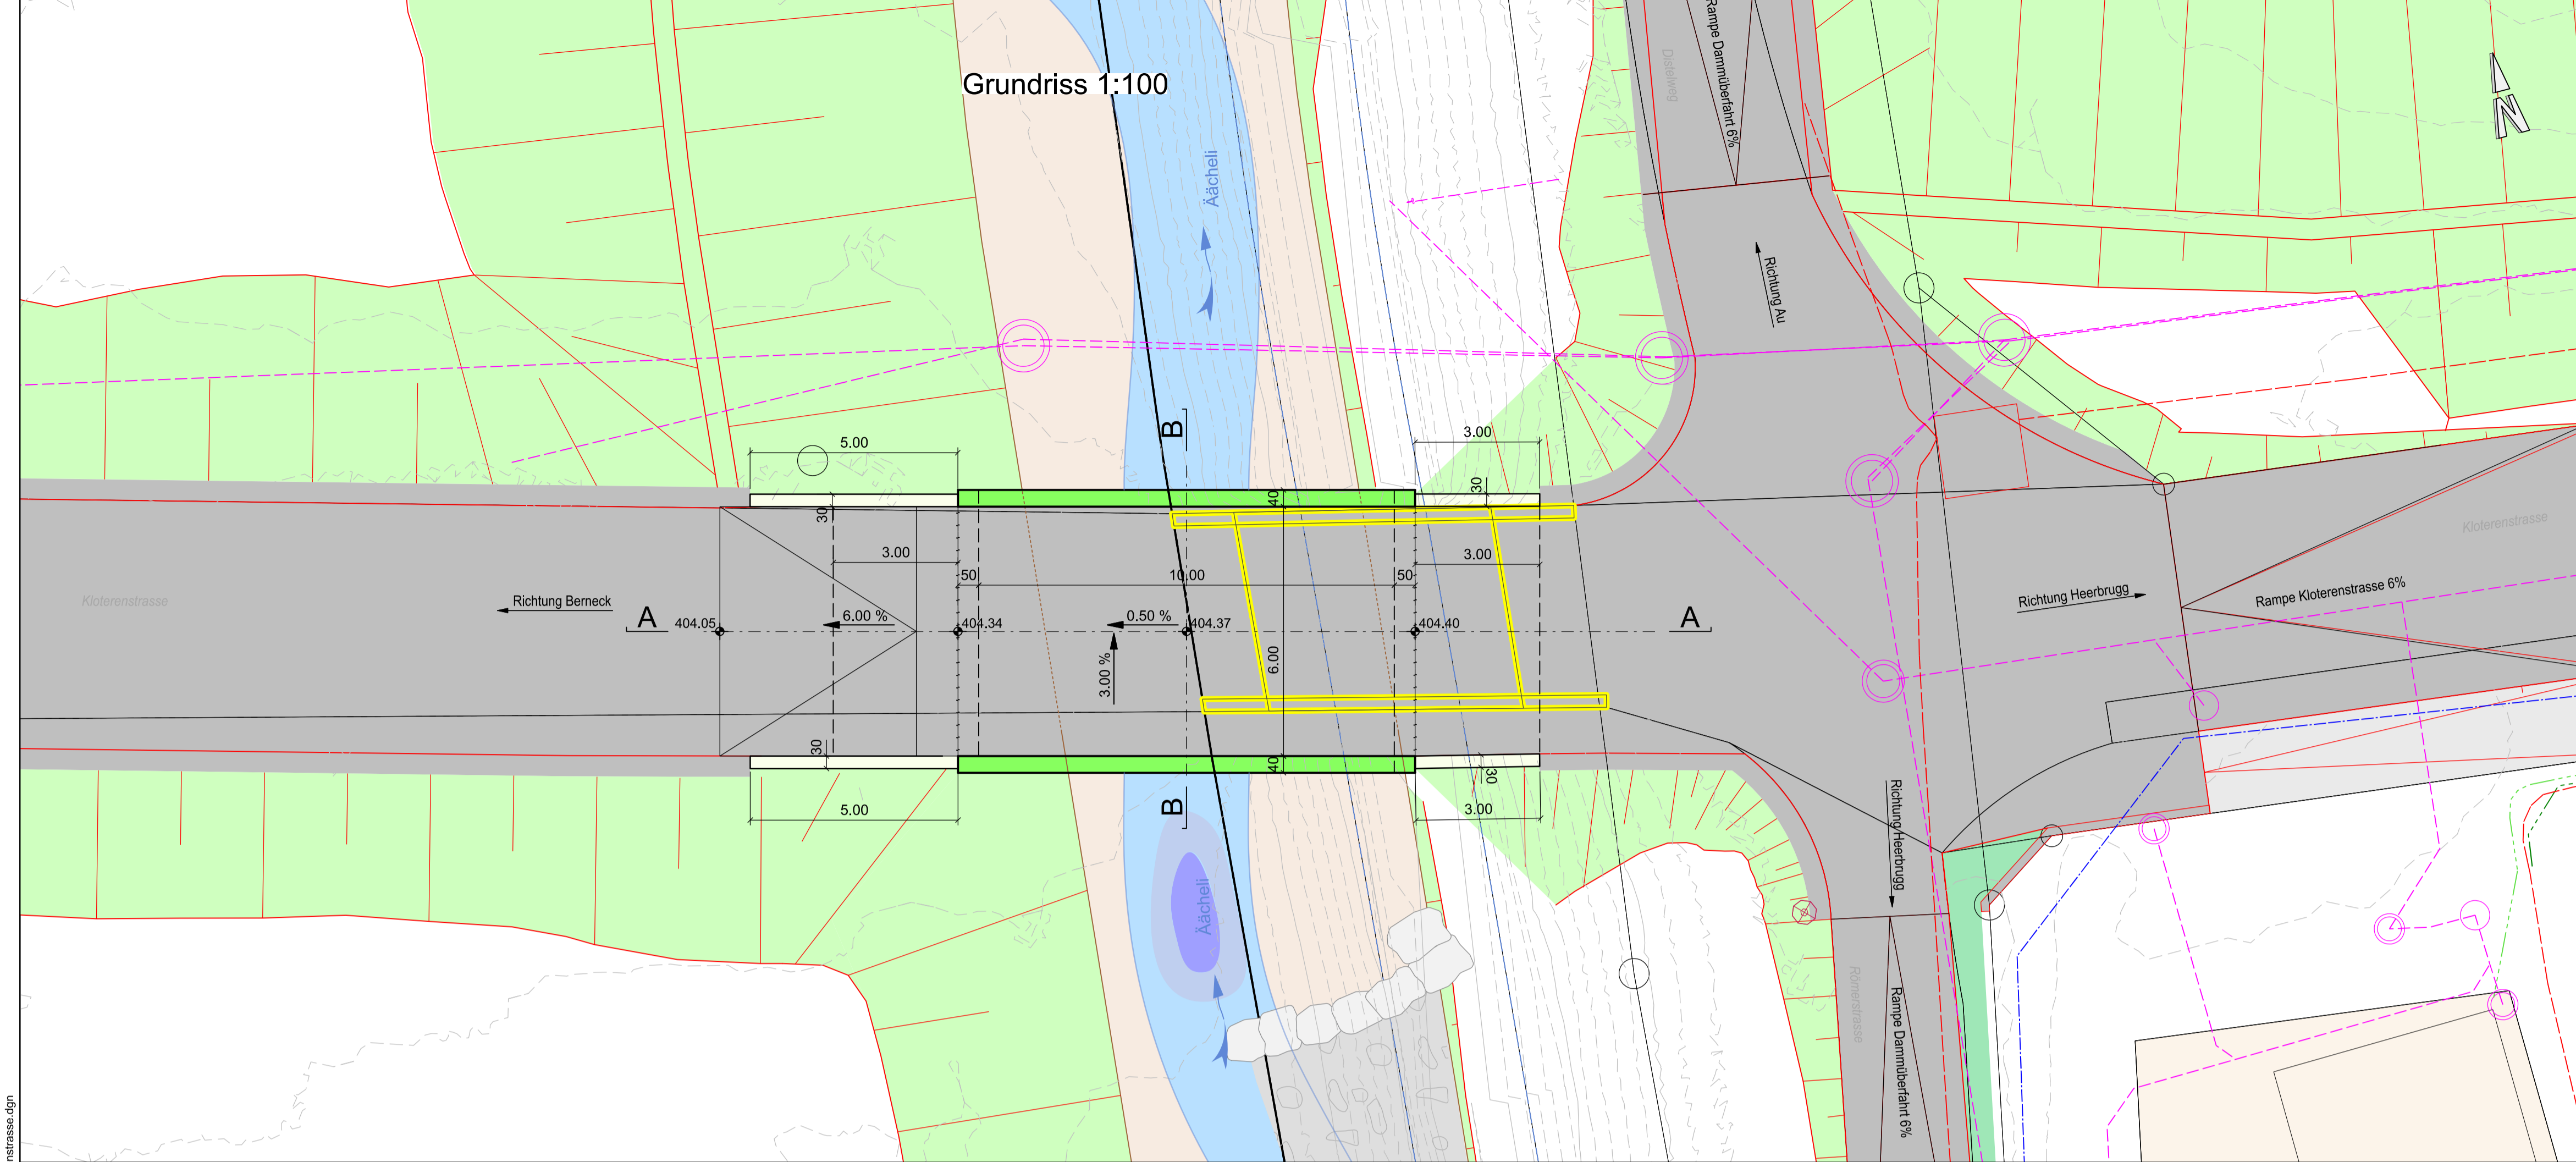 Grundriss 1:100
Rampe Dammüberfahrt 6%
Distelweg
N
Äächeli
Richtung Au
B
5.00
3.00
40
30
30
3.00
3.00
50
10.00
50
Kloterenstrasse
Kloterenstrasse
Richtung Berneck
Richtung Heerbrugg
Rampe Kloterenstrasse 6%
A
404.05
6.00 %
404.34
0.50 %
404.37
404.40
A
3.00 %
6.00
30
40
30
5.00
B
3.00
Richtung Heerbrugg
Äächeli
Römerstrasse
Rampe Dammüberfahrt 6%
nstrasse.dgn